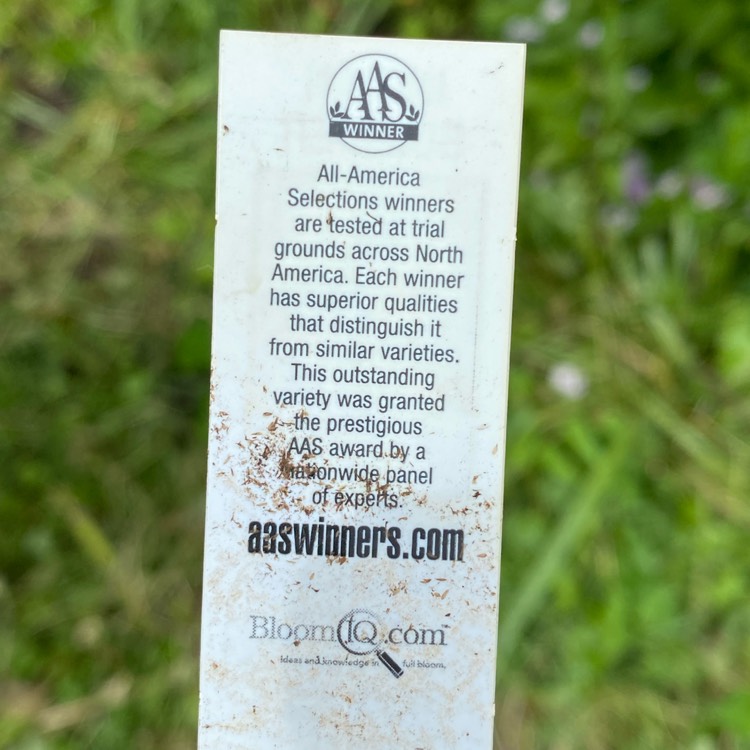 AAS
WINNER
All-America
Selections winners
are tested at trial
grounds across North
America. Each winner
has superior qualities
that distinguish it
from similar varieties.
This outstanding
variety was granted
the prestigious
AAS award by a
nationwide panel
of experts.
aaswinners.com
BloomIQ.com
Ideas and knowledge in full bloom.